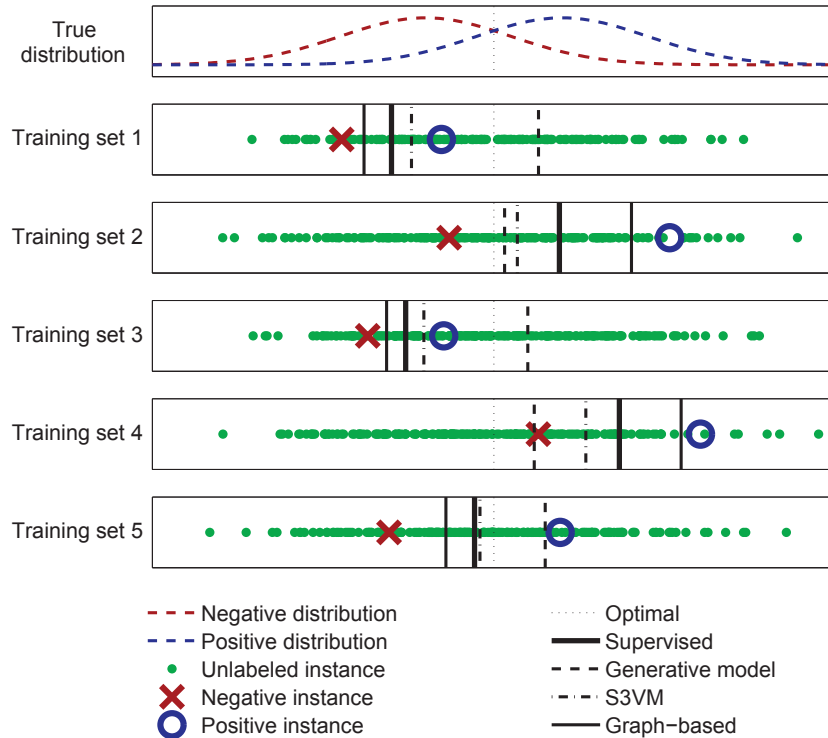 True
distribution
Training set 1
Training set 2
Training set 3
Training set 4
Training set 5
Negative distribution
Positive distribution
Unlabeled instance
Negative instance
Positive instance
Optimal
Supervised
Generative model
S3VM
Graph−based